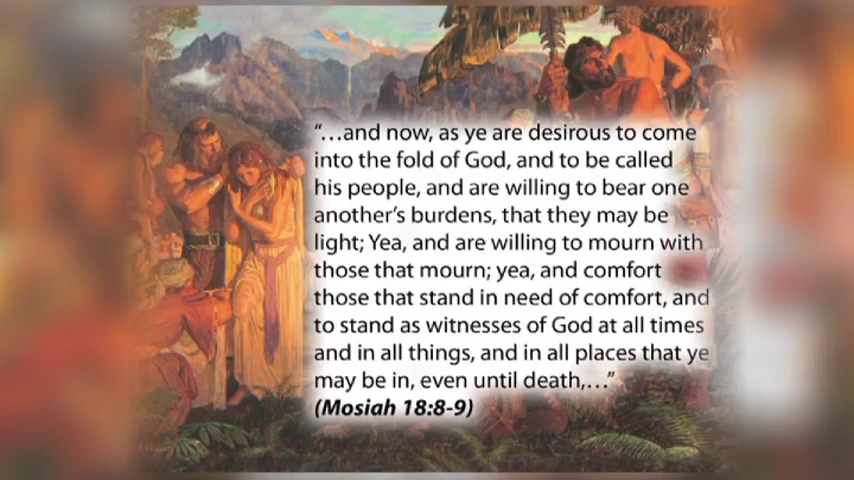 “…and now, as ye are desirous to come
into the fold of God, and to be called
his people, and are willing to bear one
another’s burdens, that they may be
light; Yea, and are willing to mourn with
those that mourn; yea, and comfort
those that stand in need of comfort, and
to stand as witnesses of God at all times
and in all things, and in all places that ye
may be in, even until death,…”
(Mosiah 18:8-9)